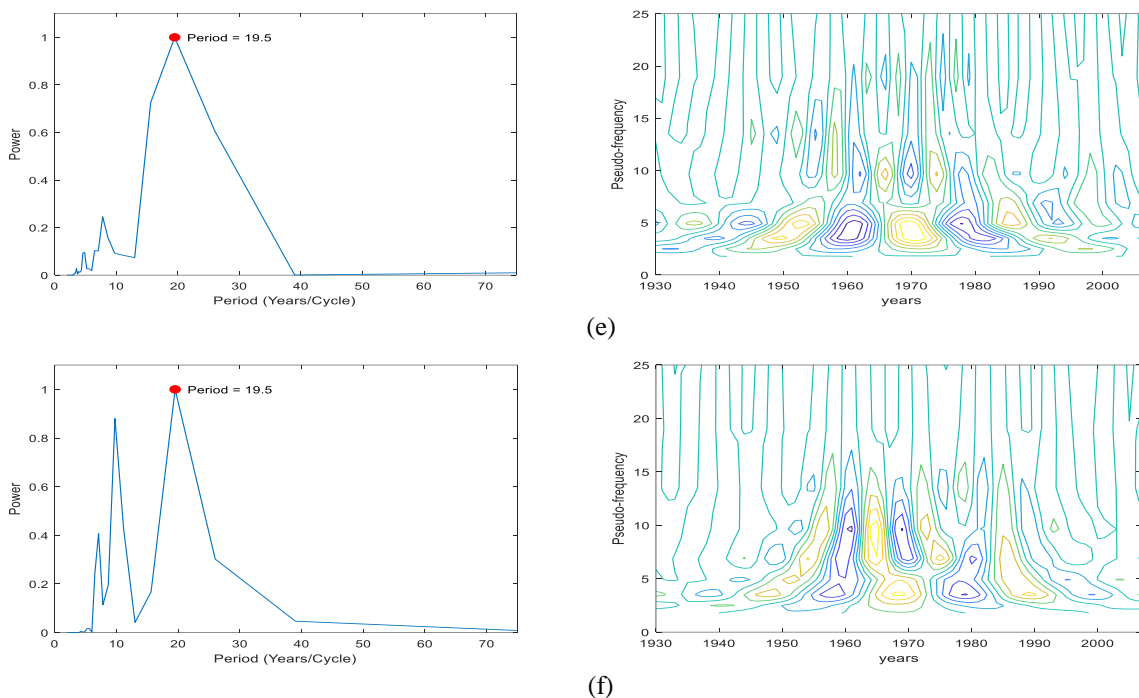 1
0.8
0.6
0.4
0.2
0
Power
Period = 19.5
0 10 20 30 40 50 60 70
Period (Years/Cycle)
25
20
15
10
5
0
Pseudo-frequency
1930 1940 1950 1960 1970 1980 1990 2000
years
(e)
1
0.8
0.6
0.4
0.2
0
Power
Period = 19.5
0 10 20 30 40 50 60 70
Period (Years/Cycle)
25
20
15
10
5
0
Pseudo-frequency
1930 1940 1950 1960 1970 1980 1990 2000
years
(f)